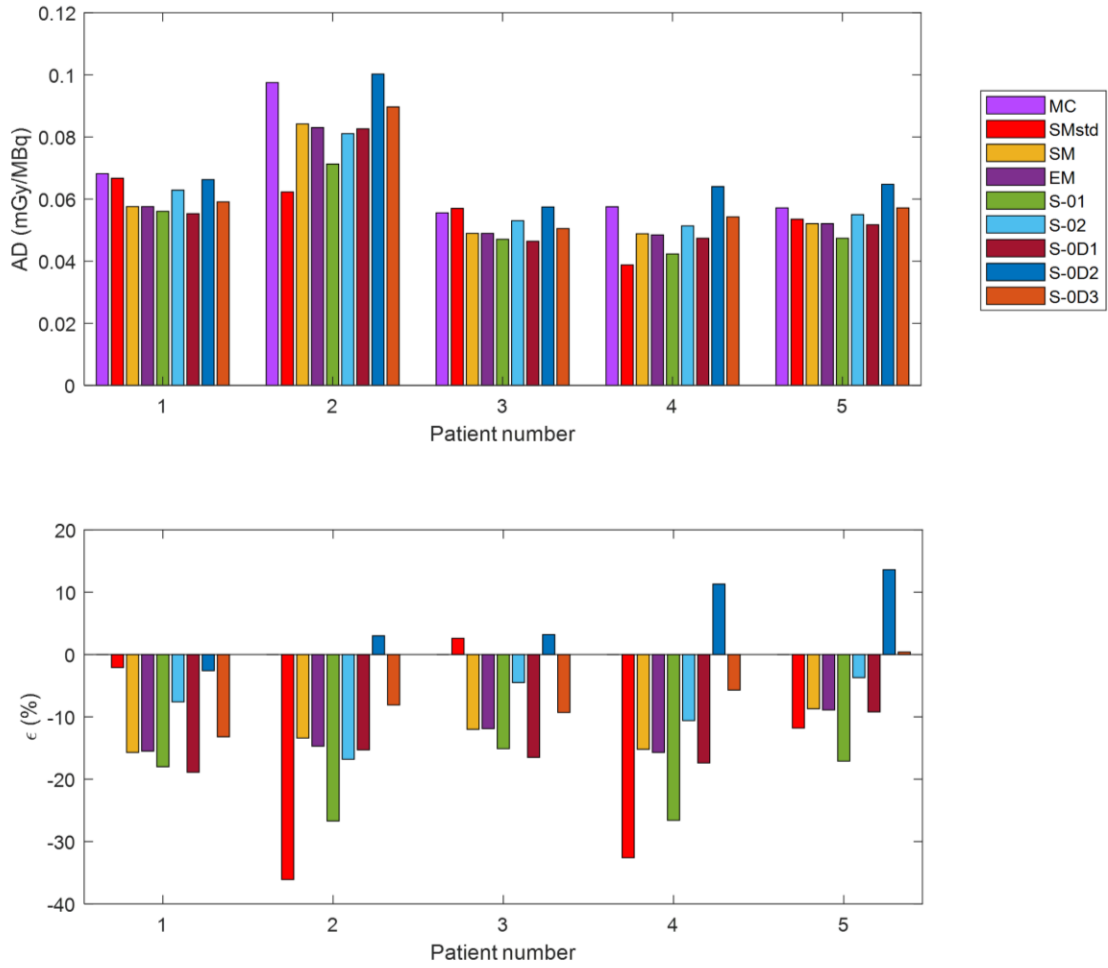 0.12
0.1
0.08
0.06
0.04
0.02
0
AD (mGy/MBq)
1 2 3 4 5
Patient number
MC
SMstd
SM
EM
S-01
S-02
S-0D1
S-0D2
S-0D3
20
10
0
-10
-20
-30
-40
ϵ (%)
1 2 3 4 5
Patient number